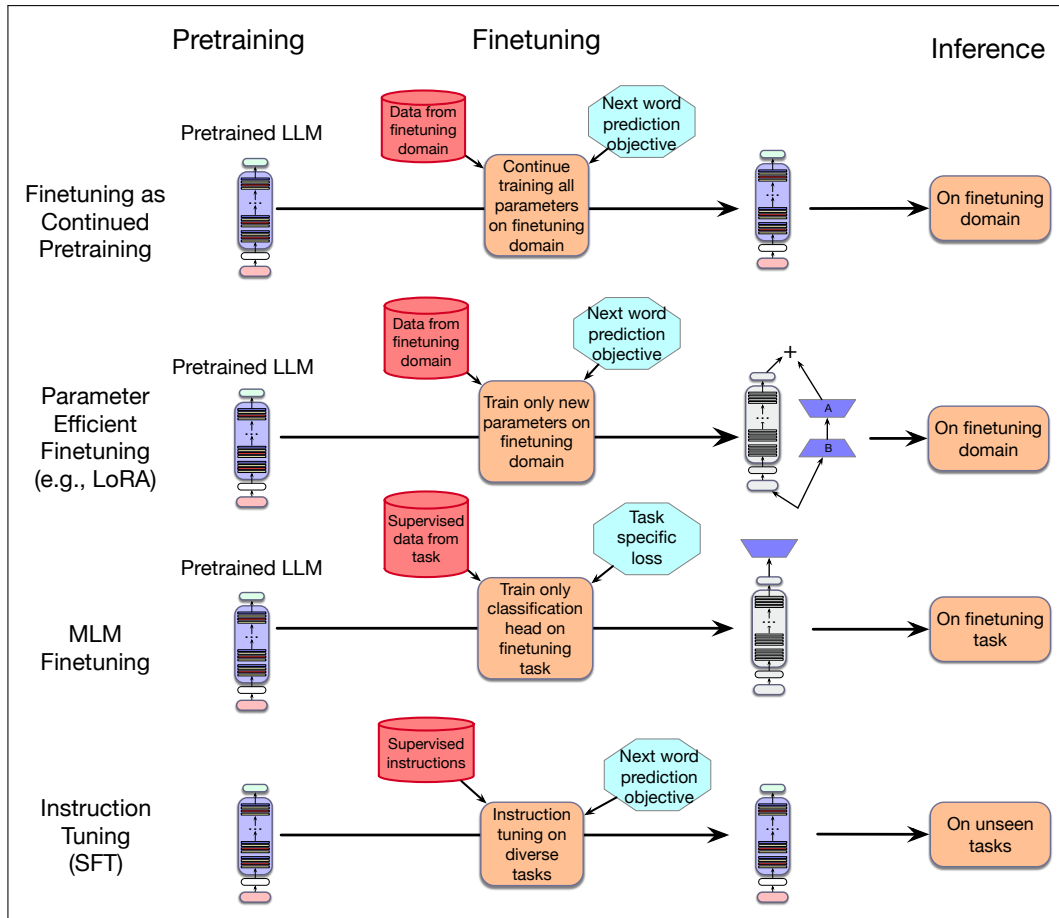 Pretraining
Finetuning
Inference
Finetuning as
Continued
Pretraining
Pretrained LLM
Data from
finetuning
domain
Next word
prediction
objective
Continue
training all
parameters
on finetuning
domain
On finetuning
domain
Parameter
Efficient
Finetuning
(e.g., LoRA)
Pretrained LLM
Data from
finetuning
domain
Next word
prediction
objective
Train only new
parameters on
finetuning
domain
+
A
B
On finetuning
domain
MLM
Finetuning
Pretrained LLM
Supervised
data from
task
Task
specific
loss
Train only
classification
head on
finetuning
task
On finetuning
task
Instruction
Tuning
(SFT)
Supervised
instructions
Next word
prediction
objective
Instruction
tuning on
diverse
tasks
On unseen
tasks